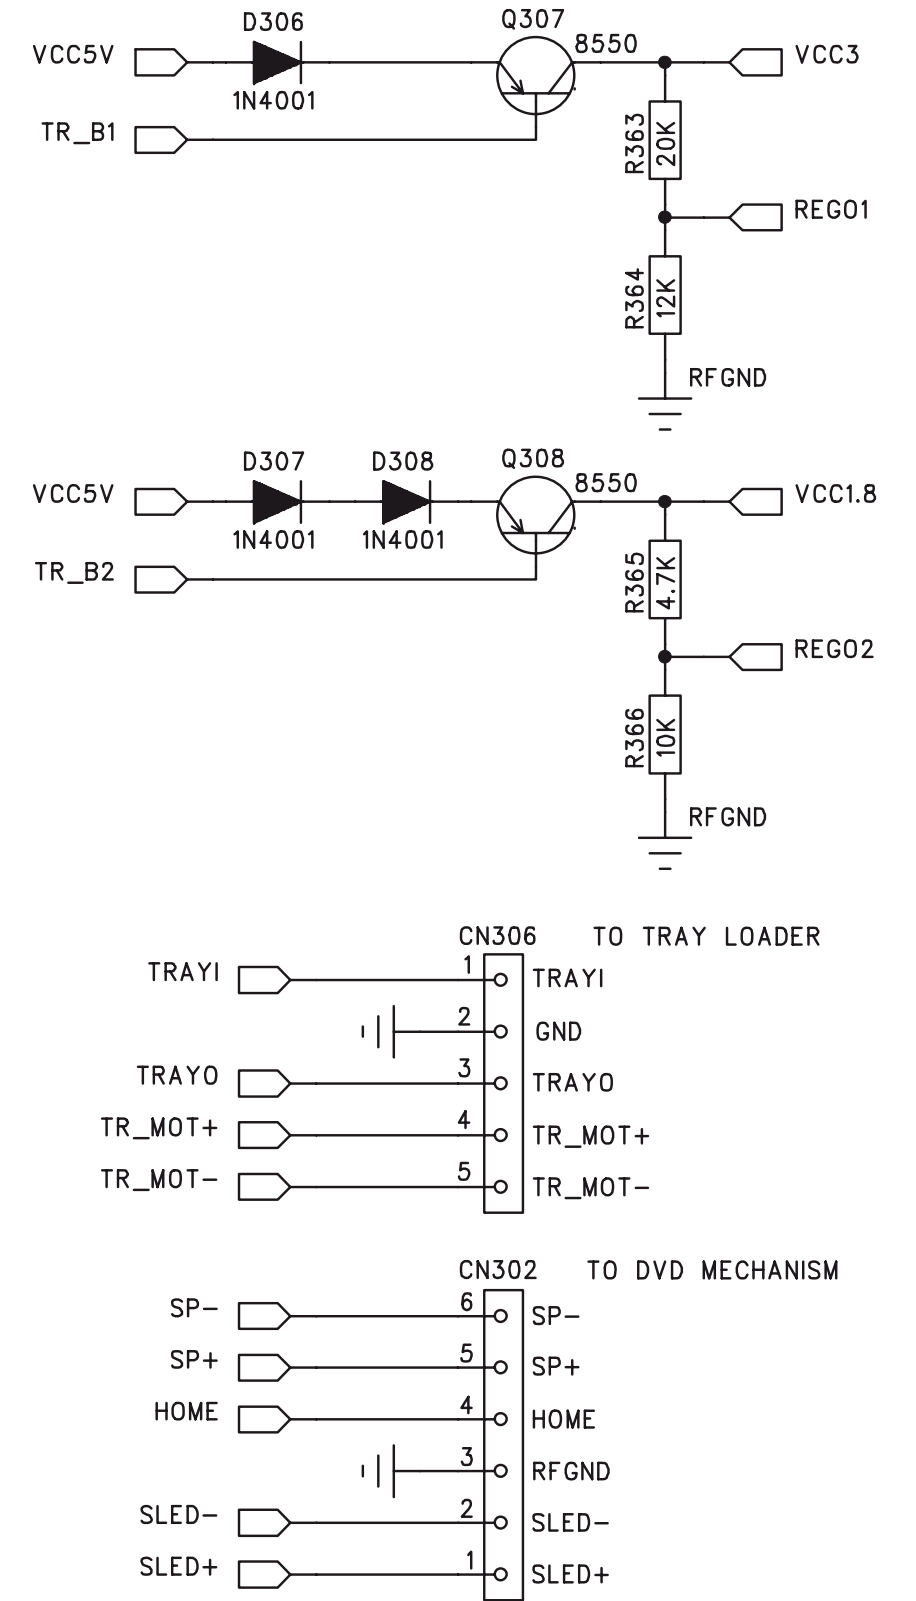 D306
Q307
VCC5V
8550
VCC3
1N4001
TR_B1
R363
20K
REGO1
R364
12K
RFGND
D307
D308
Q308
VCC5V
8550
VCC1.8
1N4001
1N4001
TR_B2
R365
4.7K
REGO2
R366
10K
RFGND
CN306 TO TRAY LOADER
TRAYI 1 TRAYI
2 GND
TRAYO 3 TRAYO
TR_MOT+ 4 TR_MOT+
TR_MOT- 5 TR_MOT-
CN302 TO DVD MECHANISM
SP- 6 SP-
SP+ 5 SP+
HOME 4 HOME
3 RFGND
SLED- 2 SLED-
SLED+ 1 SLED+